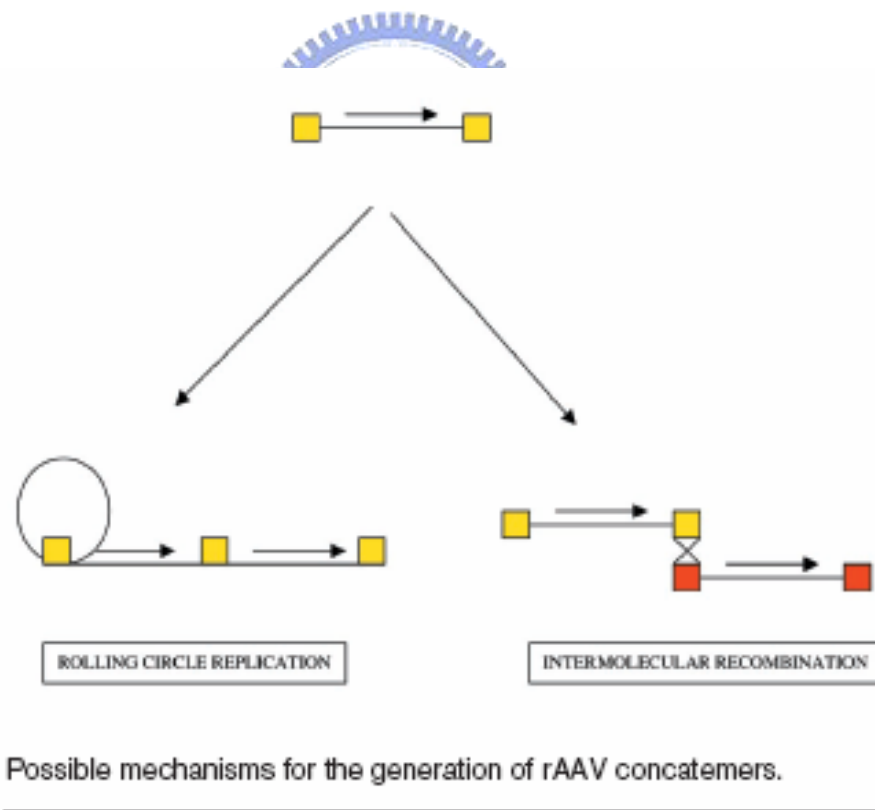 ROLLING CIRCLE REPLICATION
INTERMOLECULAR RECOMBINATION
Possible mechanisms for the generation of rAAV concatemers.